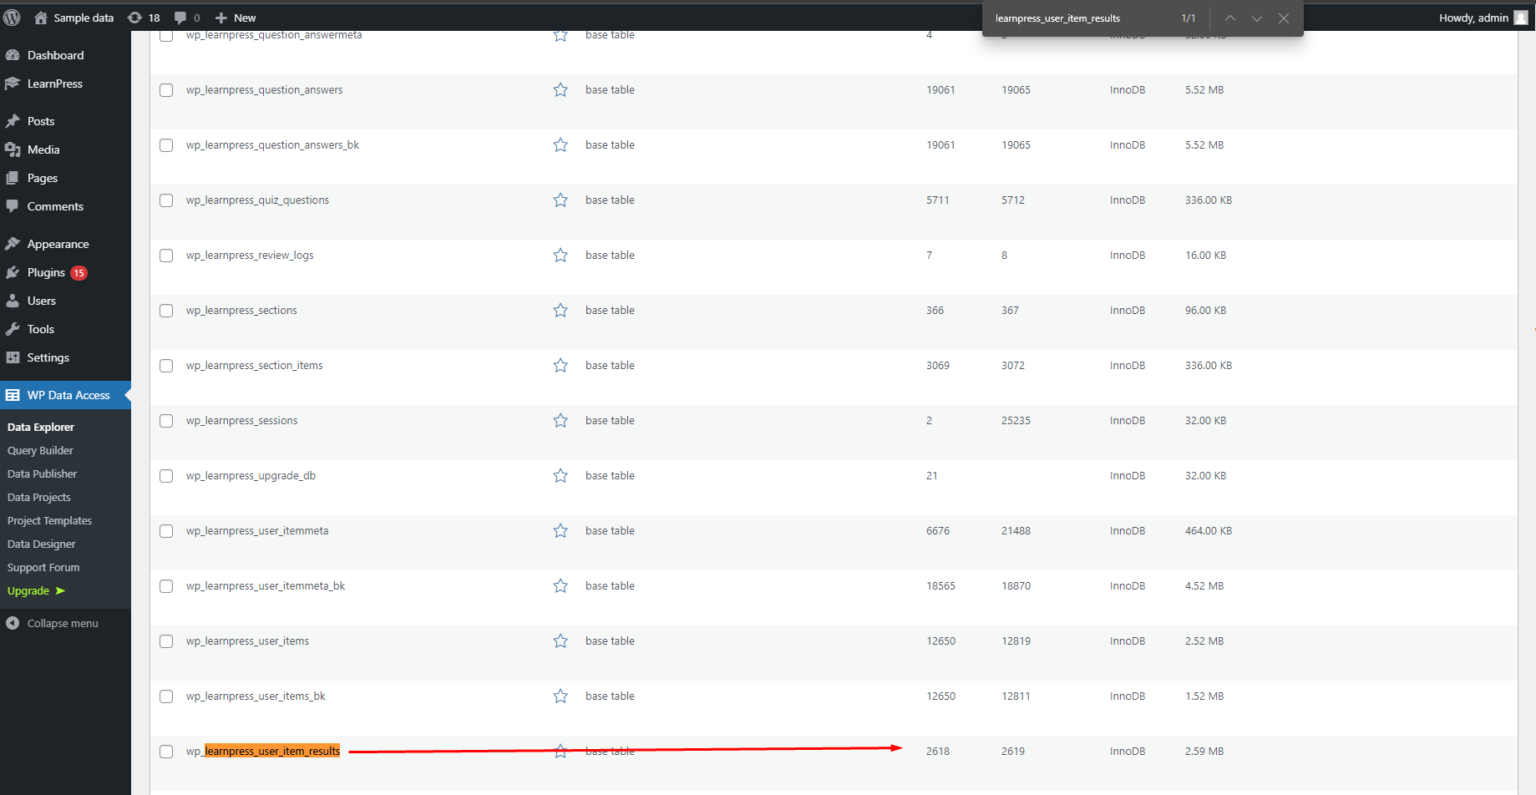 Sample data 18 0 New
learnpress_user_item_results 1/1
Howdy, admin
Dashboard
LearnPress
Posts
Media
Pages
Comments
Appearance
Plugins 15
Users
Tools
Settings
WP Data Access
Data Explorer
Query Builder
Data Publisher
Data Projects
Project Templates
Data Designer
Support Forum
Upgrade
Collapse menu
wp_learnpress_question_answermeta base table 4 InnoDB
wp_learnpress_question_answers base table 19061 19065 InnoDB 5.52 MB
wp_learnpress_question_answers_bk base table 19061 19065 InnoDB 5.52 MB
wp_learnpress_quiz_questions base table 5711 5712 InnoDB 336.00 KB
wp_learnpress_review_logs base table 7 8 InnoDB 16.00 KB
wp_learnpress_sections base table 366 367 InnoDB 96.00 KB
wp_learnpress_section_items base table 3069 3072 InnoDB 336.00 KB
wp_learnpress_sessions base table 2 25235 InnoDB 32.00 KB
wp_learnpress_upgrade_db base table 21 InnoDB 32.00 KB
wp_learnpress_user_itemmeta base table 6676 21488 InnoDB 464.00 KB
wp_learnpress_user_itemmeta_bk base table 18565 18870 InnoDB 4.52 MB
wp_learnpress_user_items base table 12650 12819 InnoDB 2.52 MB
wp_learnpress_user_items_bk base table 12650 12811 InnoDB 1.52 MB
wp_learnpress_user_item_results base table 2618 2619 InnoDB 2.59 MB